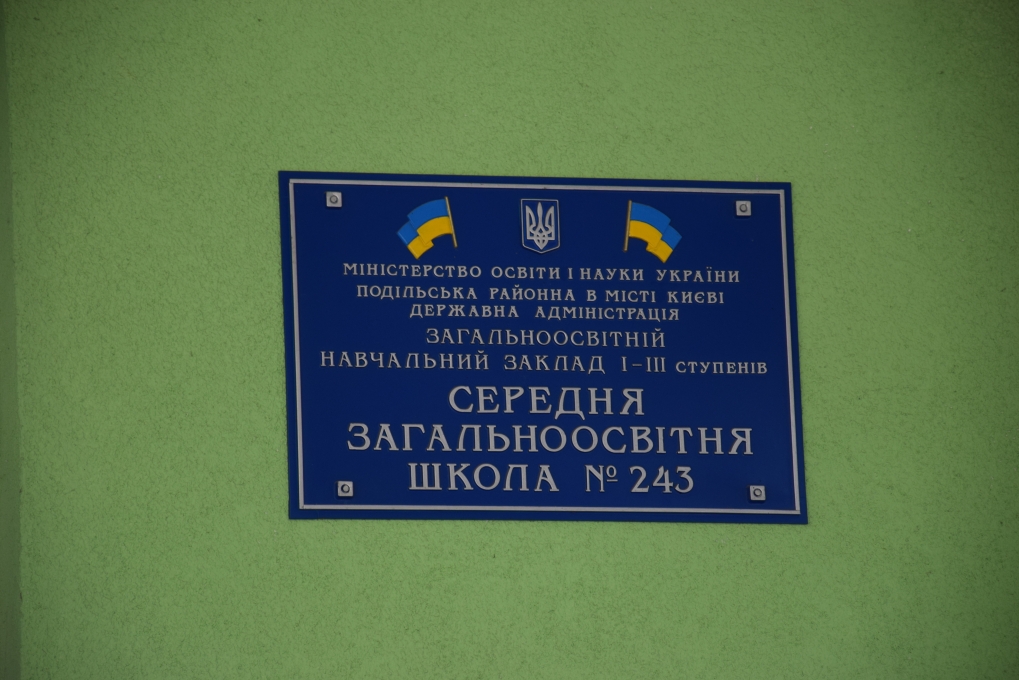 МІНІСТЕРСТВО ОСВІТИ І НАУКИ УКРАЇНИ
ПОДІЛЬСЬКА РАЙОННА В МІСТІ КИЄВІ
ДЕРЖАВНА АДМІНІСТРАЦІЯ
ЗАГАЛЬНООСВІТНІЙ
НАВЧАЛЬНИЙ ЗАКЛАД І-ІІІ СТУПЕНІВ
СЕРЕДНЯ
ЗАГАЛЬНООСВІТНЯ
ШКОЛА № 243